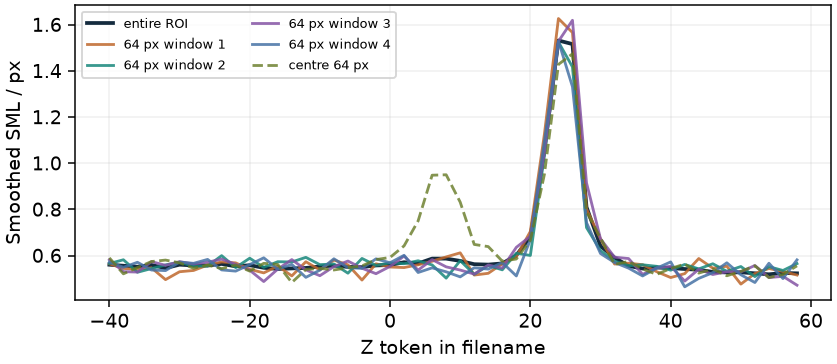 entire ROI
64 px window 1
64 px window 2
64 px window 3
64 px window 4
centre 64 px
1.6
1.4
1.2
1.0
0.8
0.6
Smoothed SML / px
−40
−20
0
20
40
60
Z token in filename